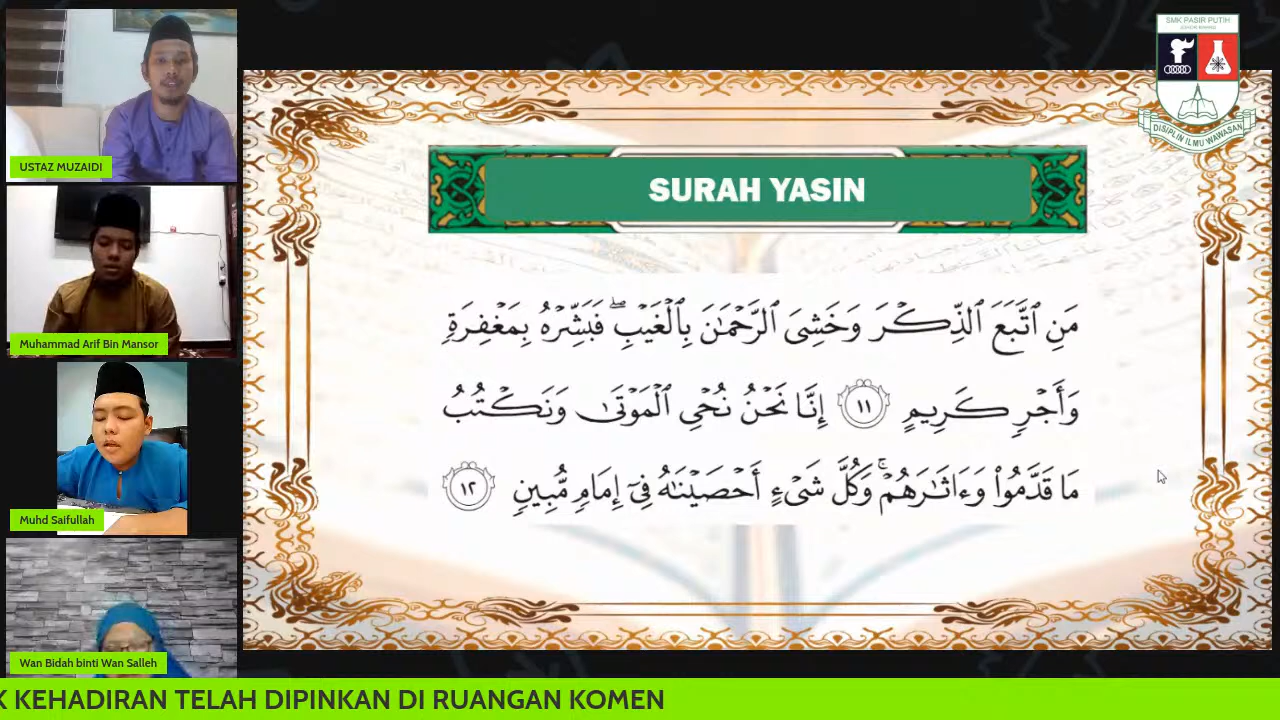 SMK PASIR PUTIH
DISIPLIN ILMU WAWASAN
USTAZ MUZAIDI
Muhammad Arif Bin Mansor
Muhd Saifullah
Wan Bidah binti Wan Salleh
SURAH YASIN
مَنِ ٱتَّبَعَ ٱلذِّكْرَ وَخَشِىَ ٱلرَّحْمَـٰنَ بِٱلْغَيْبِ ۖ فَبَشِّرْهُ بِمَغْفِرَةٍ
وَأَجْرٍ كَرِيمٍ ١١ إِنَّا نَحْنُ نُحْىِ ٱلْمَوْتَىٰ وَنَكْتُبُ
مَا قَدَّمُوا۟ وَءَاثَـٰرَهُمْ ۚ وَكُلَّ شَىْءٍ أَحْصَيْنَـٰهُ فِىٓ إِمَامٍ مُّبِينٍ ١٢
KEHADIRAN TELAH DIPINKAN DI RUANGAN KOMEN